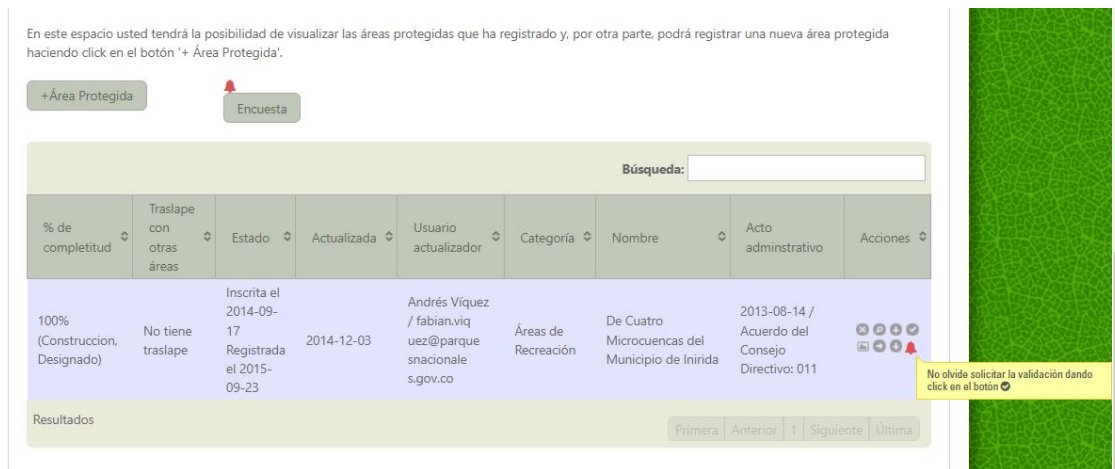 En este espacio usted tendrá la posibilidad de visualizar las áreas protegidas que ha registrado y, por otra parte, podrá registrar una nueva área protegida
haciendo click en el botón '+ Área Protegida'.
+Área Protegida
Encuesta
Búsqueda:
% de
completitud
Traslape
con
otras
áreas
Estado
Actualizada
Usuario
actualizador
Categoría
Nombre
Acto
adminstrativo
Acciones
100%
(Construccion,
Designado)
No tiene
traslape
Inscrita el
2014-09-
17
Registrada
el 2015-
09-23
2014-12-03
Andrés Víquez
/ fabian.viq
uez@parque
snacionale
s.gov.co
Áreas de
Recreación
De Cuatro
Microcuencas del
Municipio de Inirida
2013-08-14 /
Acuerdo del
Consejo
Directivo: 011
No olvide solicitar la validación dando
click en el botón
Resultados
Primera Anterior 1 Siguiente Última